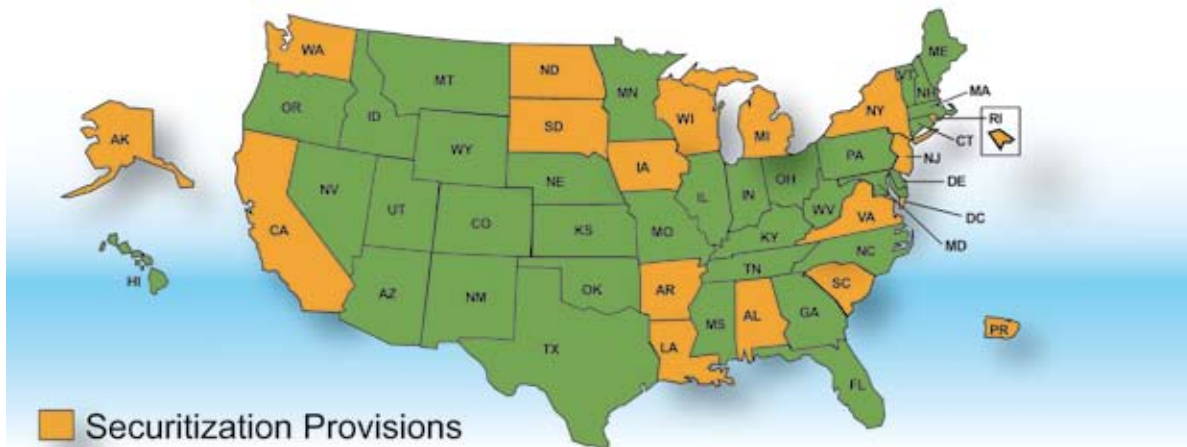 WA
MT
ND
MN
ME
VT
NH
MA
OR
ID
SD
WI
MI
NY
RI
AK
WY
IA
PA
CT
NJ
NV
NE
IL
IN
OH
DE
UT
CO
WV
VA
DC
CA
KS
MO
KY
MD
HI
TN
NC
AZ
NM
OK
AR
SC
MS
AL
GA
PR
TX
LA
FL
Securitization Provisions